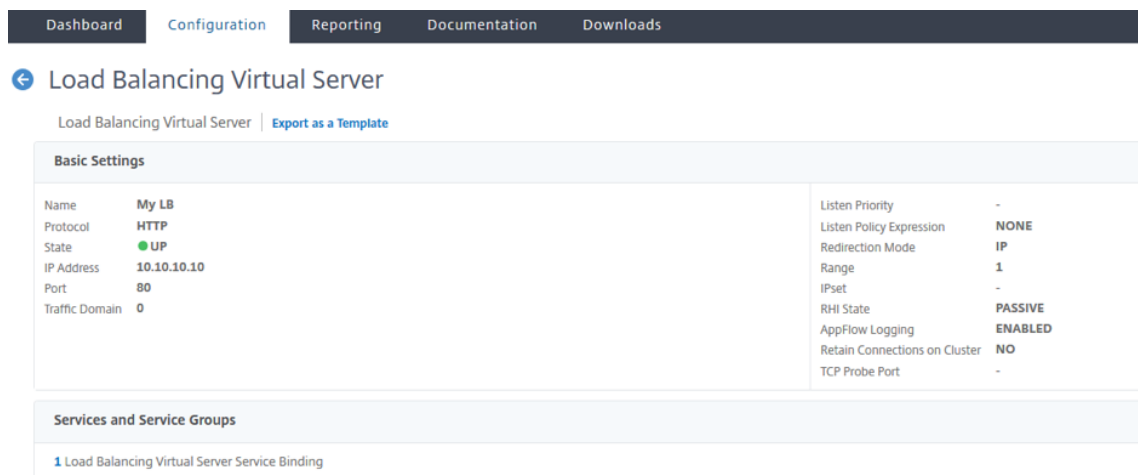 Dashboard Configuration Reporting Documentation Downloads
Load Balancing Virtual Server
Load Balancing Virtual Server | Export as a Template
Basic Settings
Name My LB
Protocol HTTP
State UP
IP Address 10.10.10.10
Port 80
Traffic Domain 0
Listen Priority -
Listen Policy Expression NONE
Redirection Mode IP
Range 1
IPset -
RHI State PASSIVE
AppFlow Logging ENABLED
Retain Connections on Cluster NO
TCP Probe Port -
Services and Service Groups
1 Load Balancing Virtual Server Service Binding